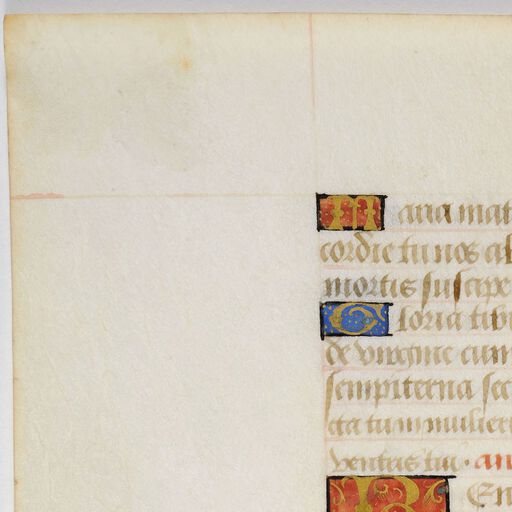 Maria mat
cordie tu nos ab
mortis suscipe
Gloria tibi
de virgine cum
sempiterna sec
cta tu in mulier
ventris tui. an
Ben